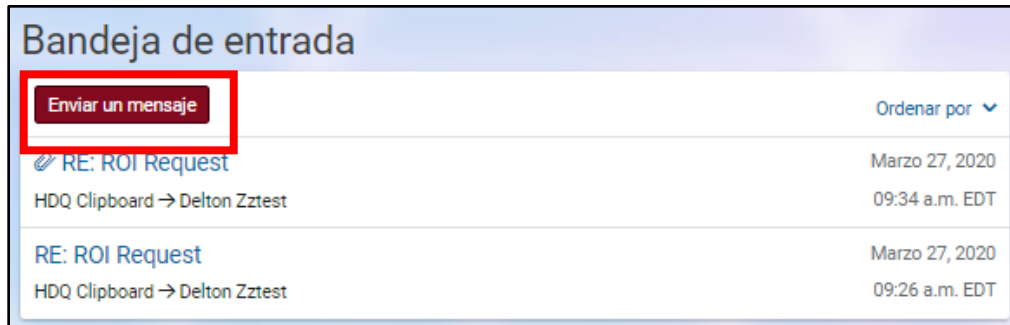 Bandeja de entrada
Enviar un mensaje
Ordenar por
RE: ROI Request
Marzo 27, 2020
HDQ Clipboard → Delton Zztest
09:34 a.m. EDT
RE: ROI Request
Marzo 27, 2020
HDQ Clipboard → Delton Zztest
09:26 a.m. EDT